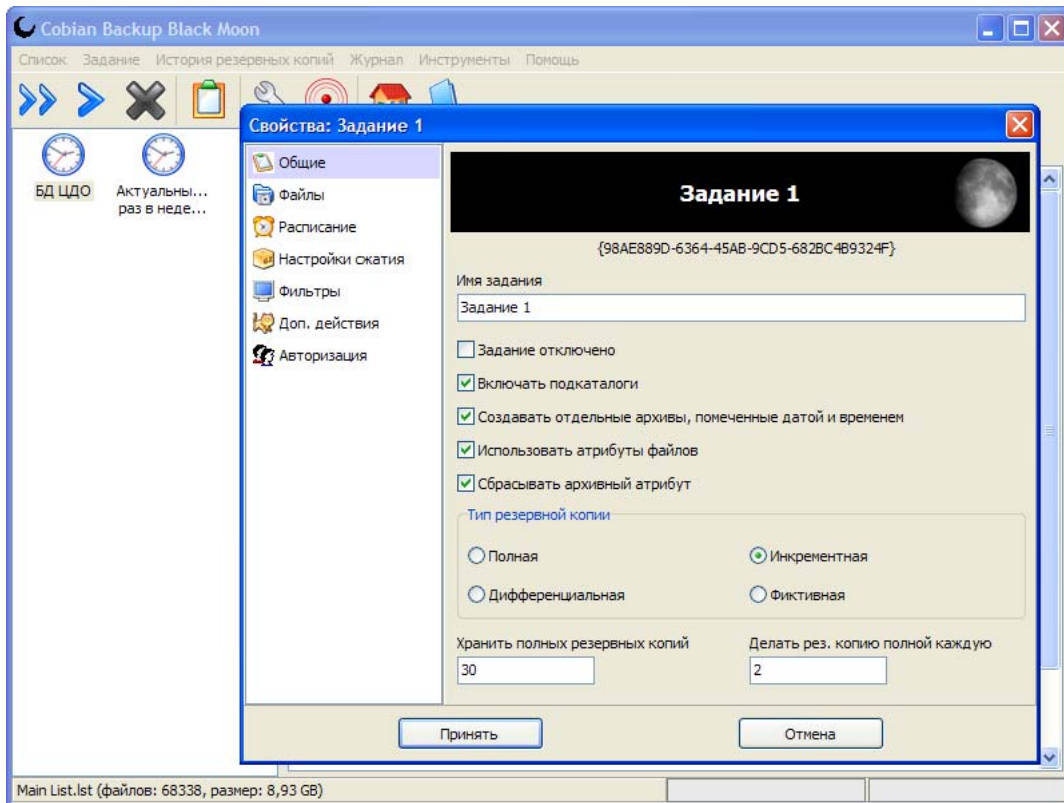 Cobian Backup Black Moon
Список Задание История резервных копий Журнал Инструменты Помощь
БД ЦДО
Актуальны...
раз в неде...
Свойства: Задание 1
Общие
Файлы
Расписание
Настройки сжатия
Фильтры
Доп. действия
Авторизация
Задание 1
{98AE889D-6364-45AB-9CD5-682BC4B9324F}
Имя задания
Задание 1
Задание отключено
Включать подкаталоги
Создавать отдельные архивы, помеченные датой и временем
Использовать атрибуты файлов
Сбрасывать архивный атрибут
Тип резервной копии
Полная
Инкрементная
Дифференциальная
Фиктивная
Хранить полных резервных копий
Делать рез. копию полной каждую
30
2
Принять
Отмена
Main List.lst (файлов: 68338, размер: 8,93 GB)